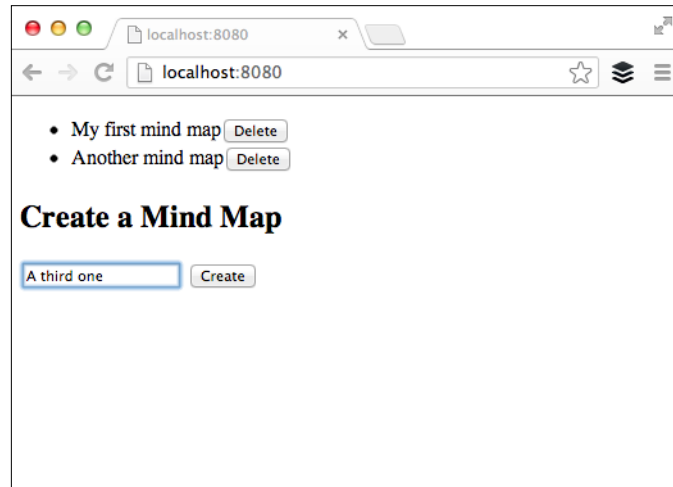 localhost:8080
localhost:8080
My first mind map Delete
Another mind map Delete
Create a Mind Map
A third one Create